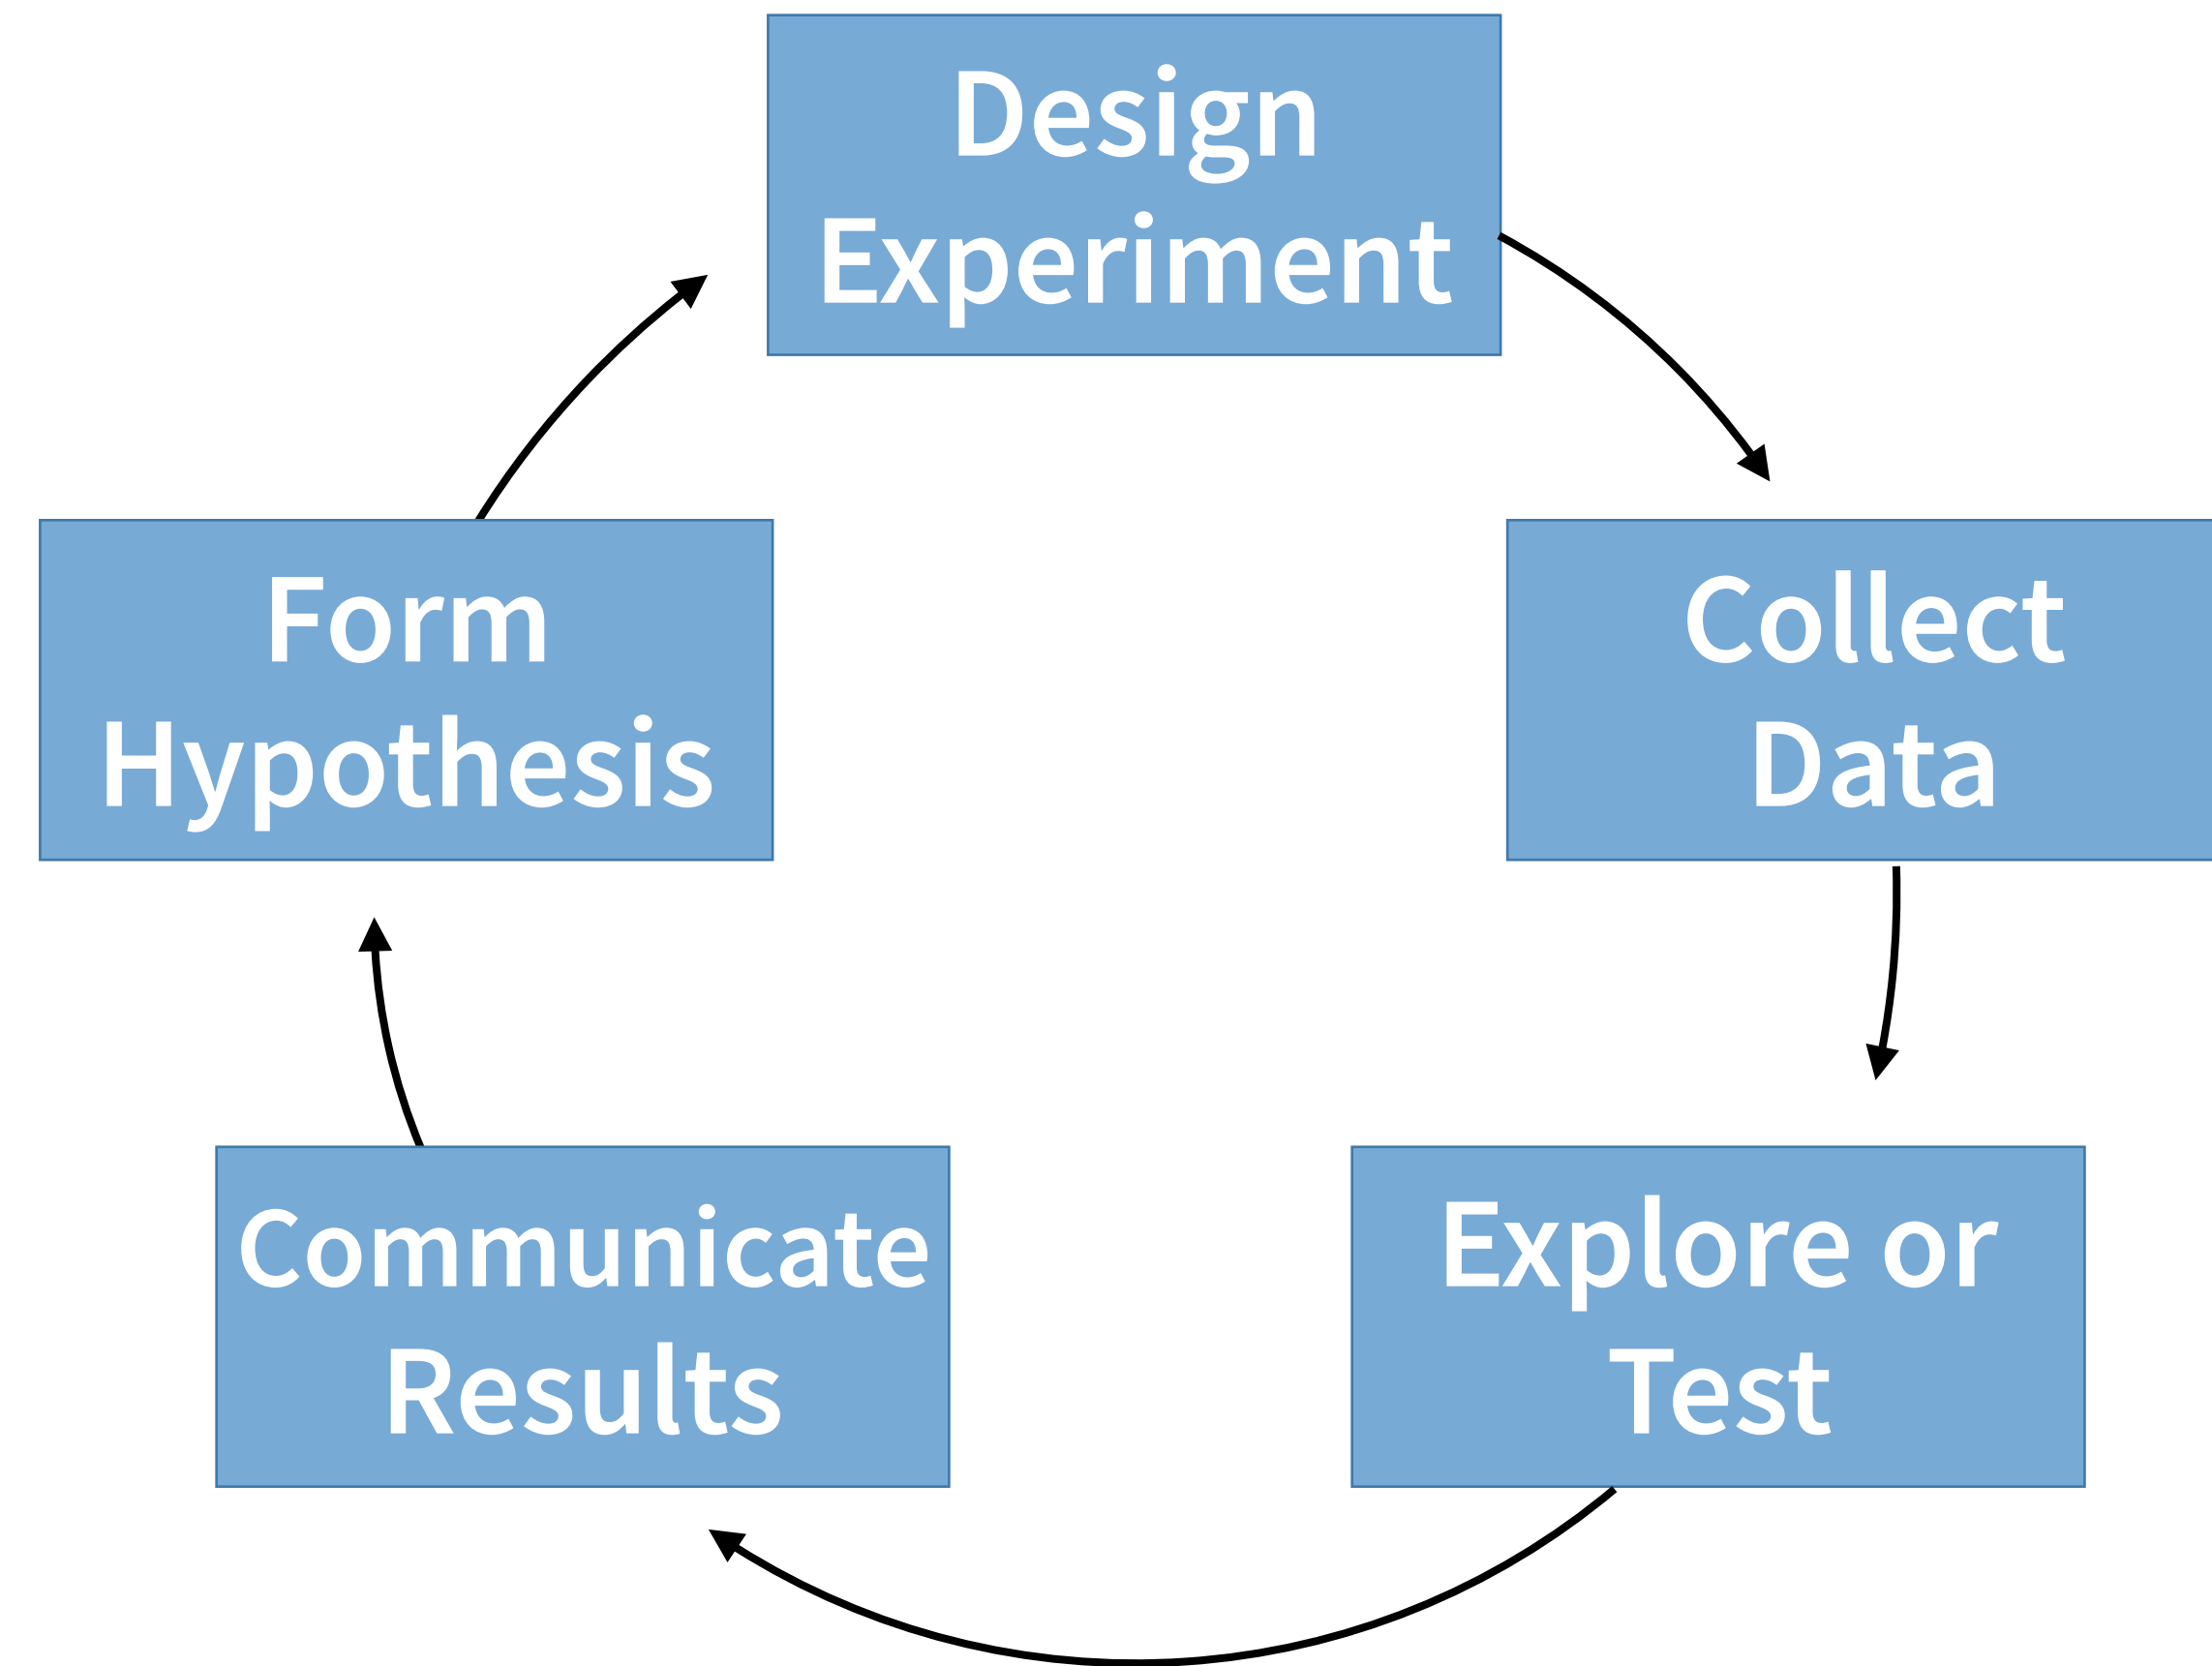 Design
Experiment
Form
Hypothesis
Collect
Data
Communicate
Results
Explore or
Test